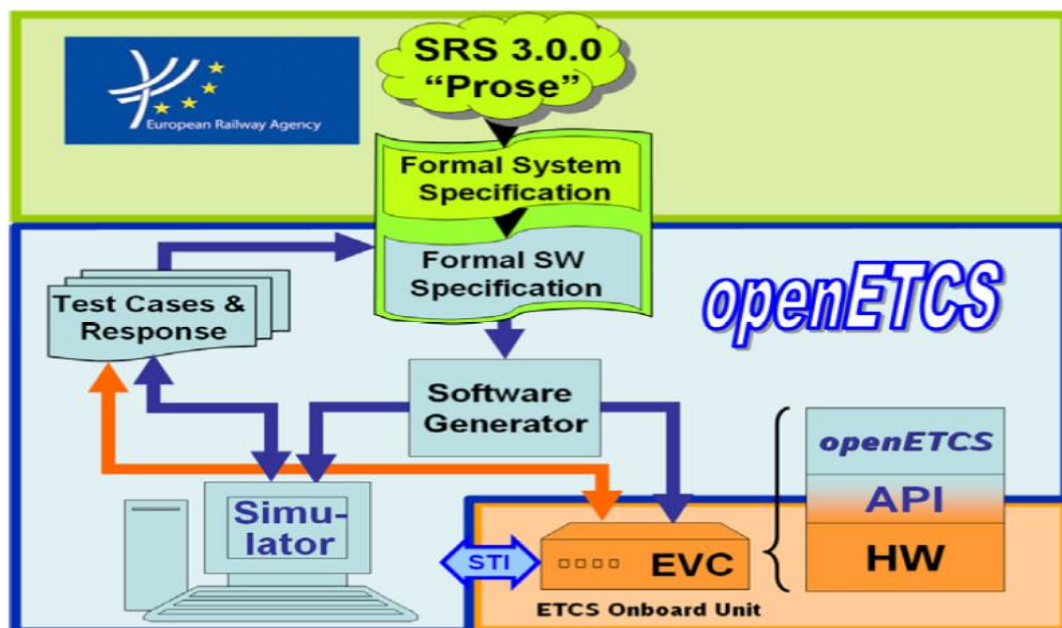 SRS 3.0.0
“Prose”
European Railway Agency
Formal System
Specification
Formal SW
Specification
openETCS
Test Cases &
Response
Software
Generator
openETCS
API
HW
Simu-
lator
STI
EVC
ETCS Onboard Unit